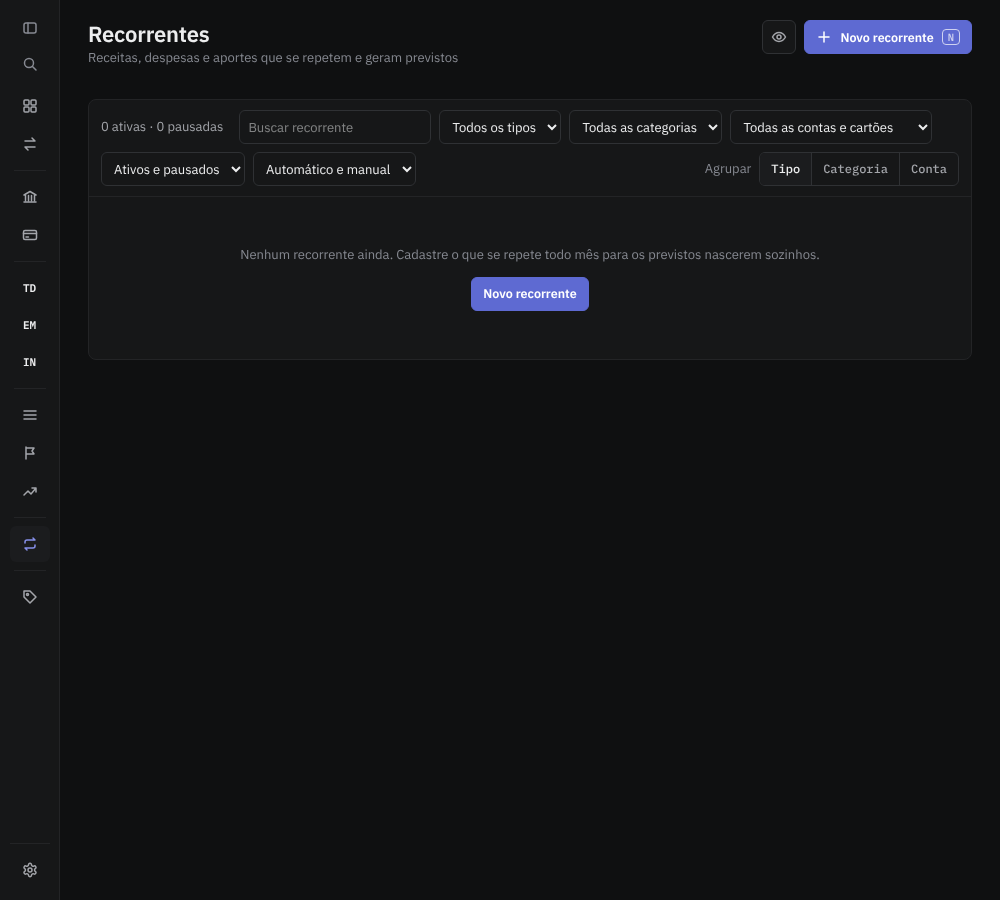 Recorrentes
Receitas, despesas e aportes que se repetem e geram previstos
Novo recorrente N
0 ativas · 0 pausadas
Buscar recorrente
Todos os tipos
Todas as categorias
Todas as contas e cartões
Ativos e pausados
Automático e manual
Agrupar
Tipo
Categoria
Conta
Nenhum recorrente ainda. Cadastre o que se repete todo mês para os previstos nascerem sozinhos.
Novo recorrente
TD
EM
IN